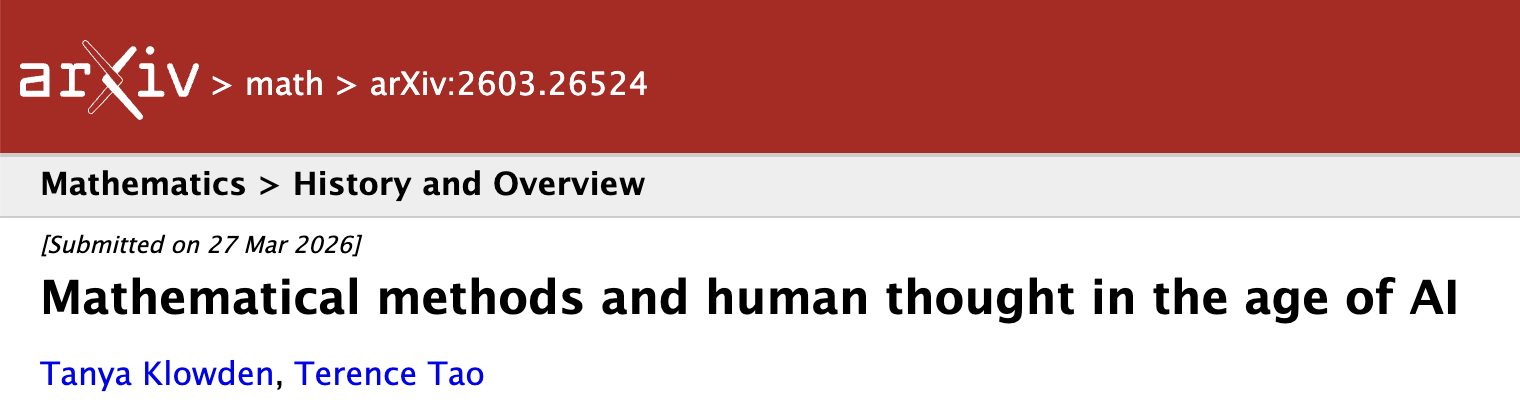 arXiv > math > arXiv:2603.26524
Mathematics > History and Overview
[Submitted on 27 Mar 2026]
Mathematical methods and human thought in the age of AI
Tanya Klowden, Terence Tao